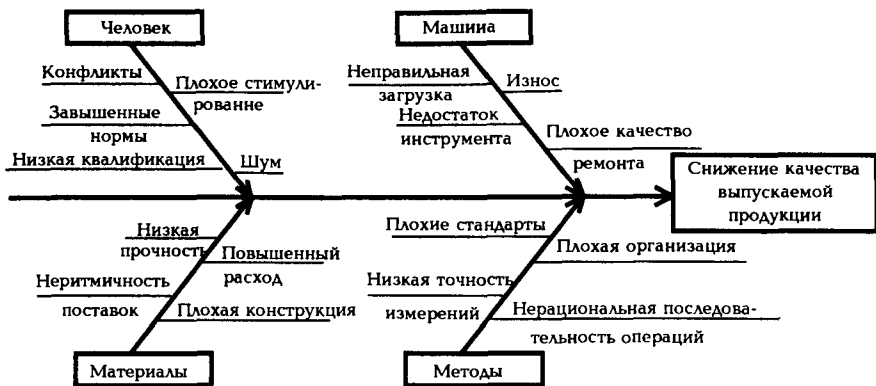 Человек
Машина
Конфликты
Плохое стимули-
рование
Завышенные
нормы
Низкая квалификация
Шум
Неправильная
загрузка
Износ
Недостаток
инструмента
Плохое качество
ремонта
Снижение качества
выпускаемой
продукции
Низкая
прочность
Повышенный
расход
Неритмичность
поставок
Плохая конструкция
Плохие стандарты
Плохая организация
Низкая точность
измерений
Нерациональная последова-
тельность операций
Материалы
Методы